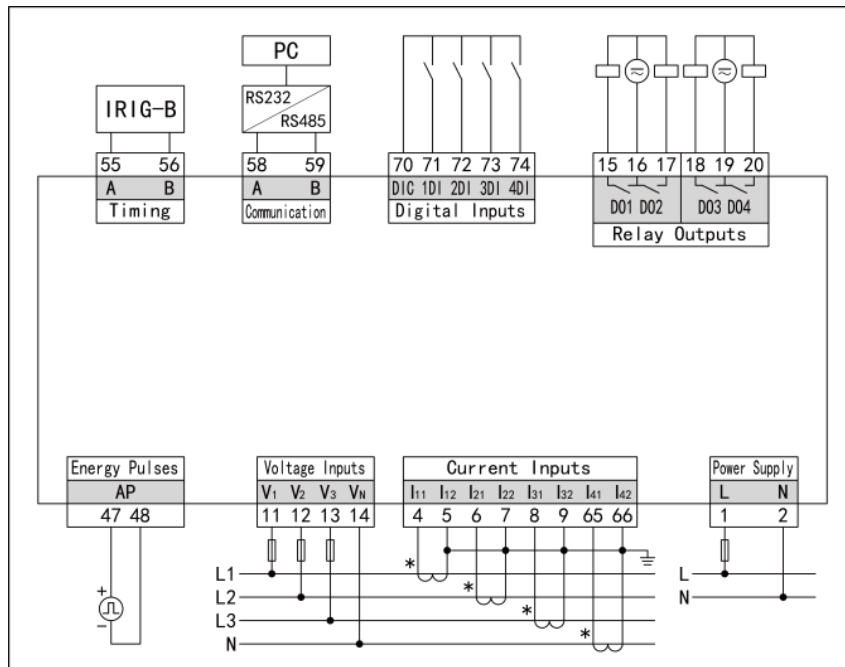 PC
IRIG-B
RS232
RS485
55 56
58 59
70 71 72 73 74
15 16 17 18 19 20
A B
A B
DIC 1DI 2DI 3DI 4DI
DO1 DO2 DO3 DO4
Timing
Communication
Digital Inputs
Relay Outputs
Energy Pulses
Voltage Inputs
Current Inputs
Power Supply
AP
V1 V2 V3 VN
I11 I12 I21 I22 I31 I32 I41 I42
L N
47 48
11 12 13 14
4 5 6 7 8 9 65 66
1 2
*
L1
L
*
L2
N
+
*
L3
-
*
N